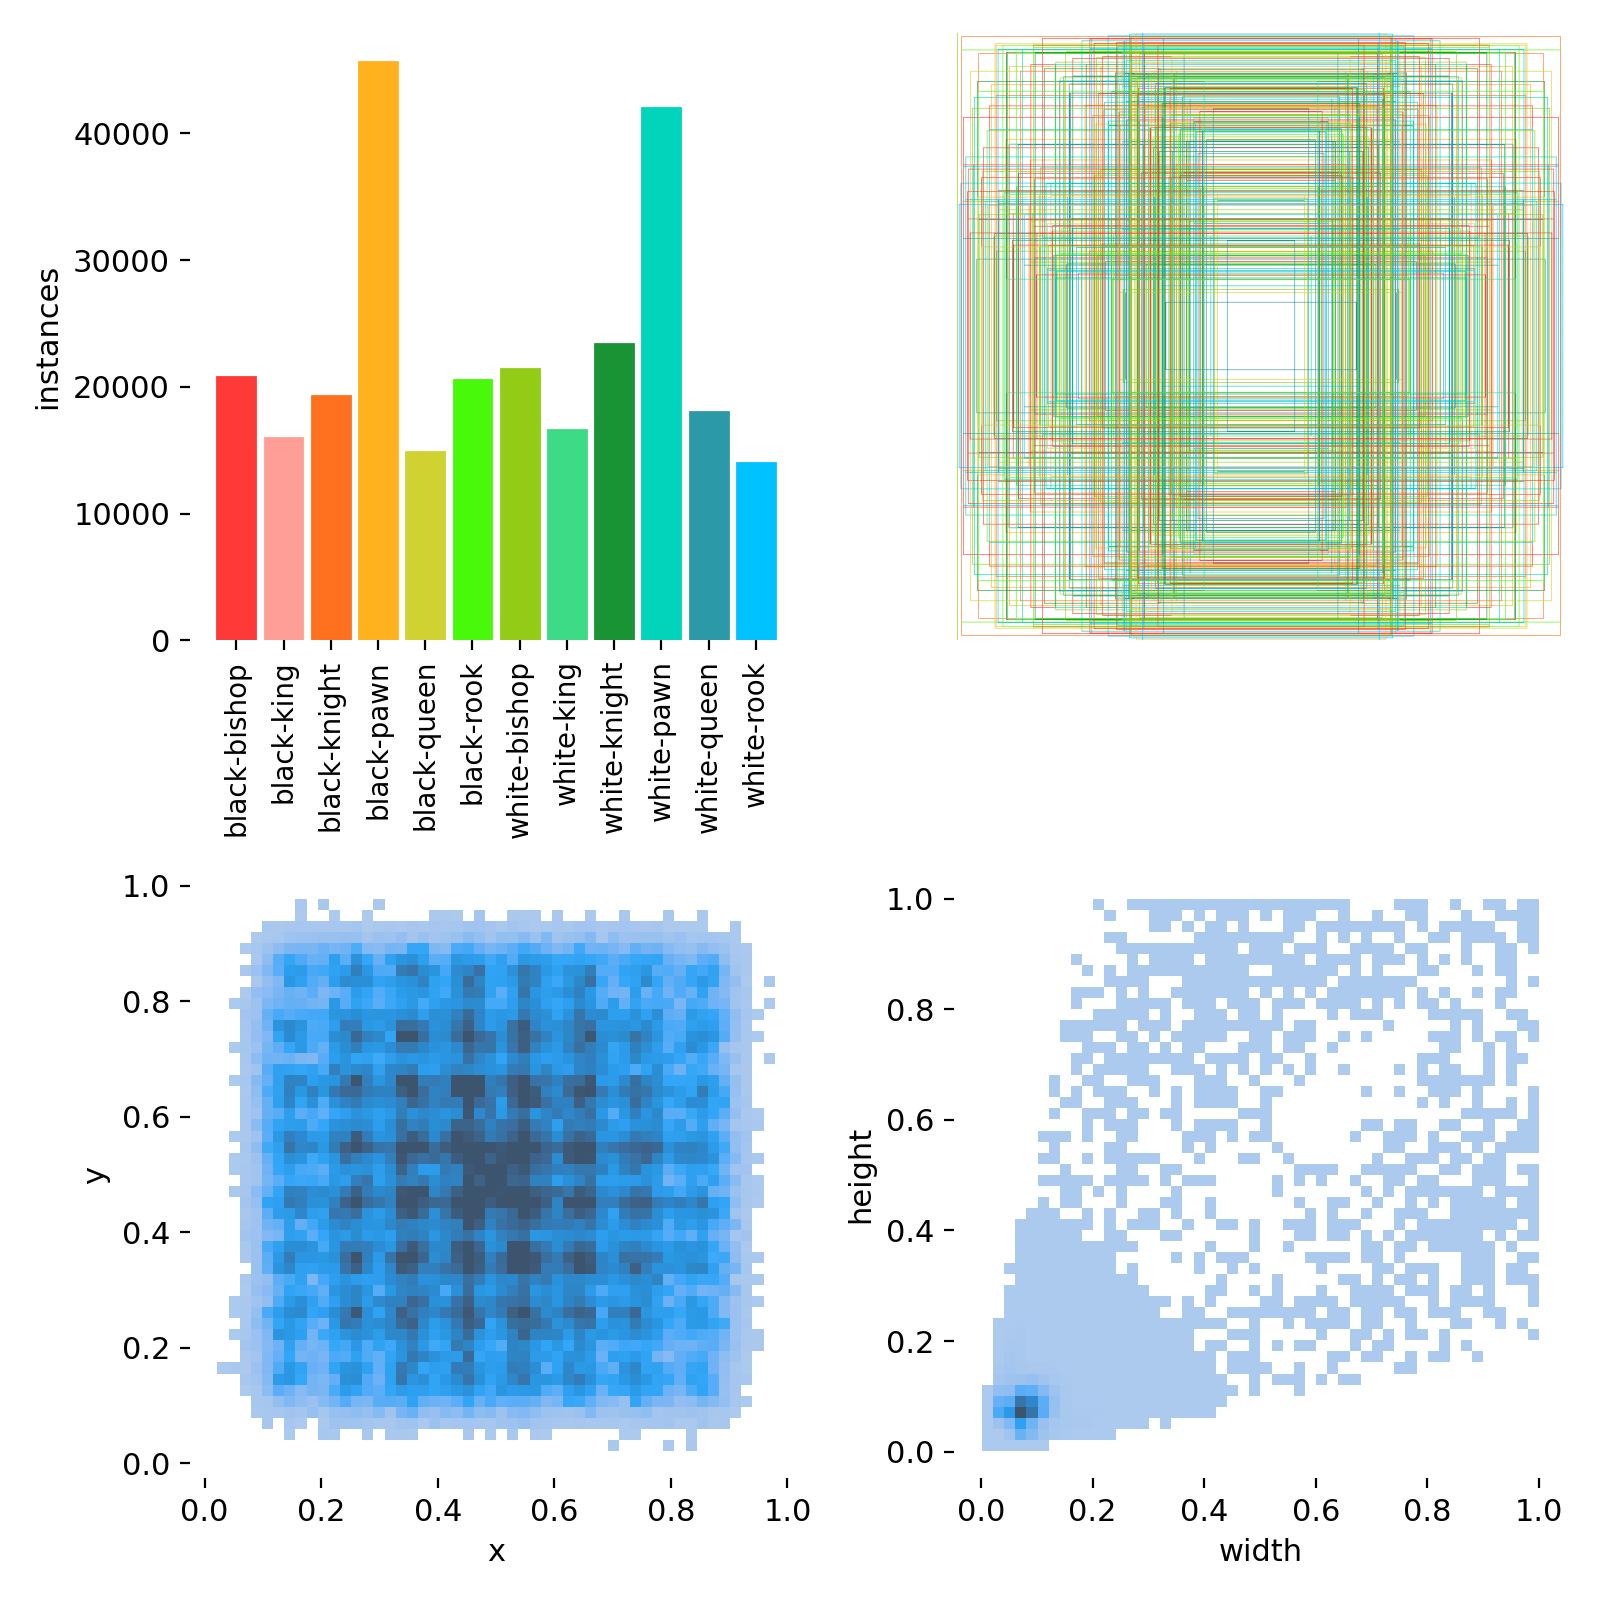 instances
40000
30000
20000
10000
0
black-bishop
black-king
black-knight
black-pawn
black-queen
black-rook
white-bishop
white-king
white-knight
white-pawn
white-queen
white-rook
y
1.0
0.8
0.6
0.4
0.2
0.0
0.0 0.2 0.4 0.6 0.8 1.0
x
height
1.0
0.8
0.6
0.4
0.2
0.0
0.0 0.2 0.4 0.6 0.8 1.0
width